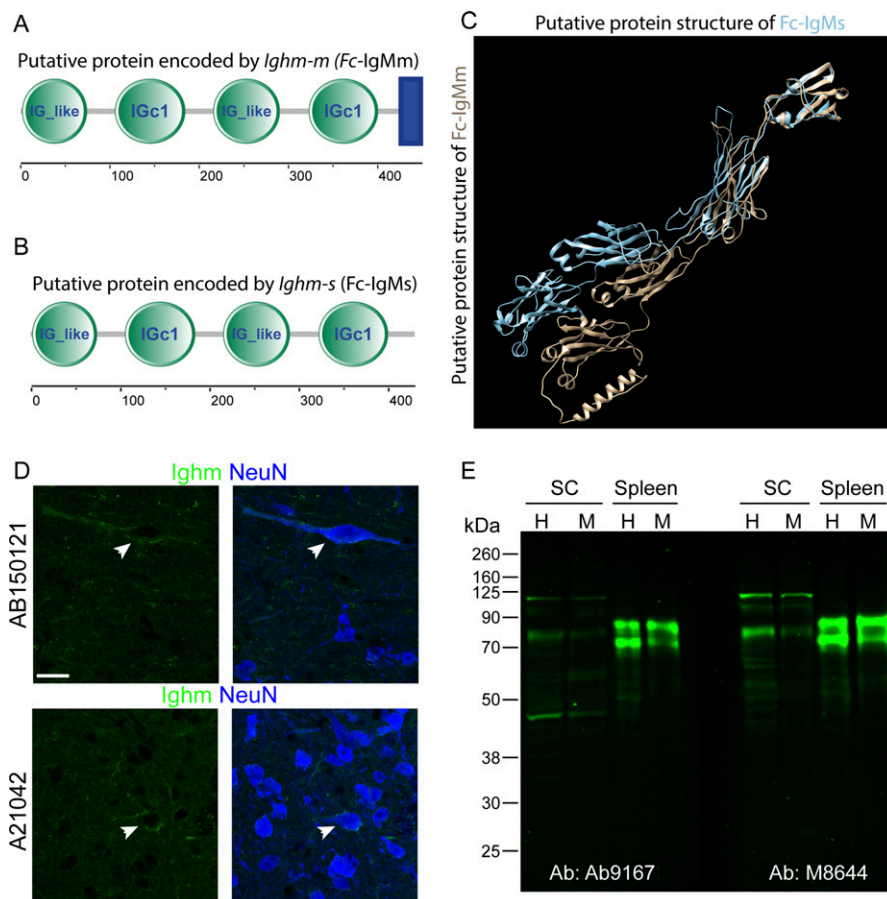 A
Putative protein encoded by Ighm-m (Fc-IgMm)
IG_like IGc1 IG_like IGc1
0 100 200 300 400
B
Putative protein encoded by Ighm-s (Fc-IgMs)
IG_like IGc1 IG_like IGc1
0 100 200 300 400
C
Putative protein structure of Fc-IgMs
Putative protein structure of Fc-IgMm
D
Ighm NeuN
AB150121
Ighm NeuN
A21042
E
SC Spleen SC Spleen
kDa H M H M H M H M
260
160
125
90
70
50
38
30
25
Ab: Ab9167 Ab: M8644